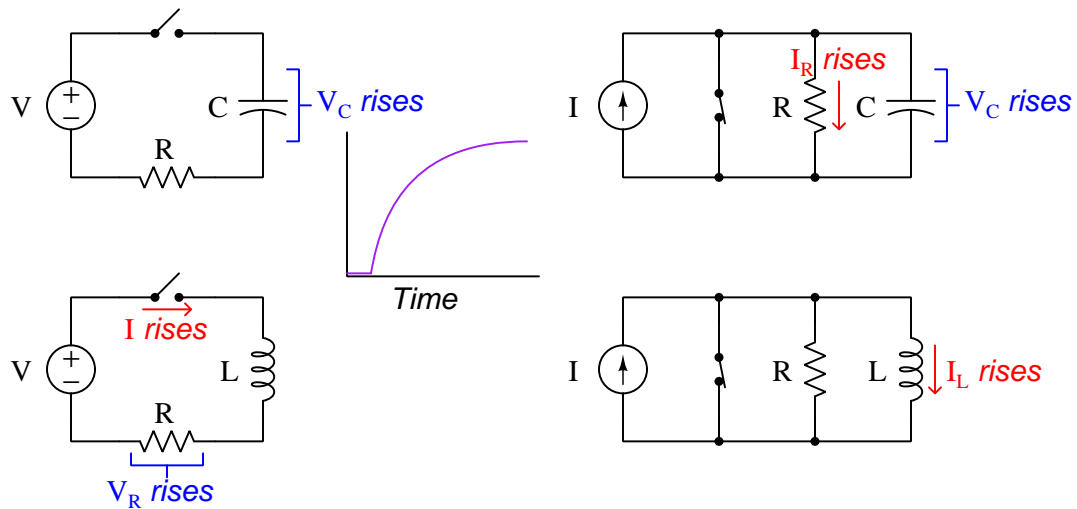 V
+
−
C
V_C rises
R
I
I_R rises
R
C
V_C rises
Time
I rises
V
+
−
L
R
V_R rises
I
R
L
I_L rises